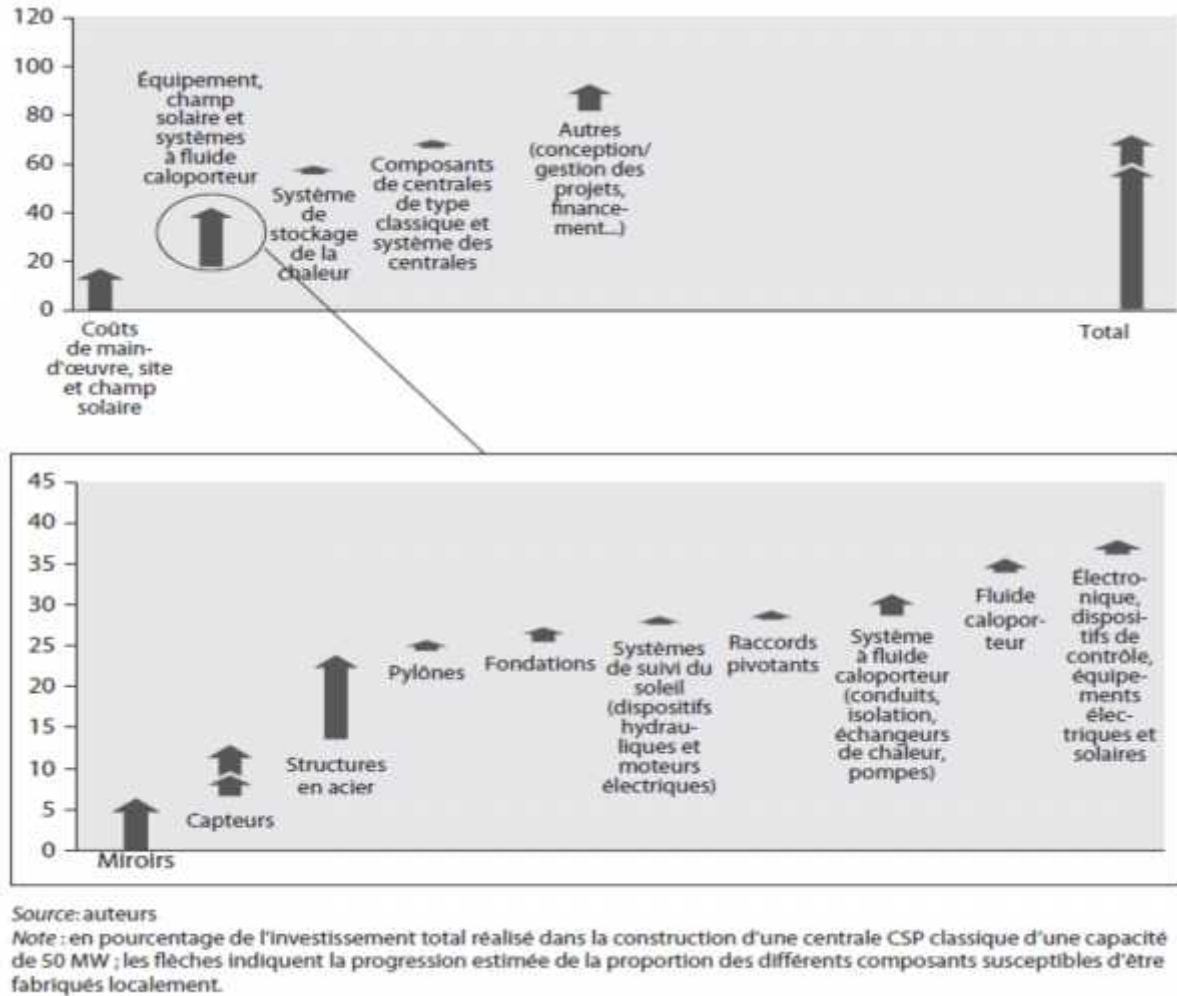 120
100
80
60
40
20
0
Équipement,
champ
solaire et
systèmes
à fluide
caloporteur
Système
de
stockage
de la
chaleur
Composants
de centrales
de type
classique et
système des
centrales
Autres
(conception/
gestion des
projets,
finance-
ment...)
Coûts
de main-
d'œuvre, site
et champ
solaire
Total
45
40
35
30
25
20
15
10
5
0
Miroirs
Capteurs
Structures
en acier
Pylônes
Fondations
Systèmes
de suivi du
soleil
(dispositifs
hydrau-
liques et
moteurs
électriques)
Raccords
pivotants
Système
à fluide
caloporteur
(conduits,
isolation,
échangeurs
de chaleur,
pompes)
Fluide
calopor-
teur
Électro-
nique,
disposi-
tifs de
contrôle,
équipe-
ments
élec-
triques et
solaires
Source: auteurs
Note : en pourcentage de l'investissement total réalisé dans la construction d'une centrale CSP classique d'une capacité
de 50 MW ; les flèches indiquent la progression estimée de la proportion des différents composants susceptibles d'être
fabriqués localement.